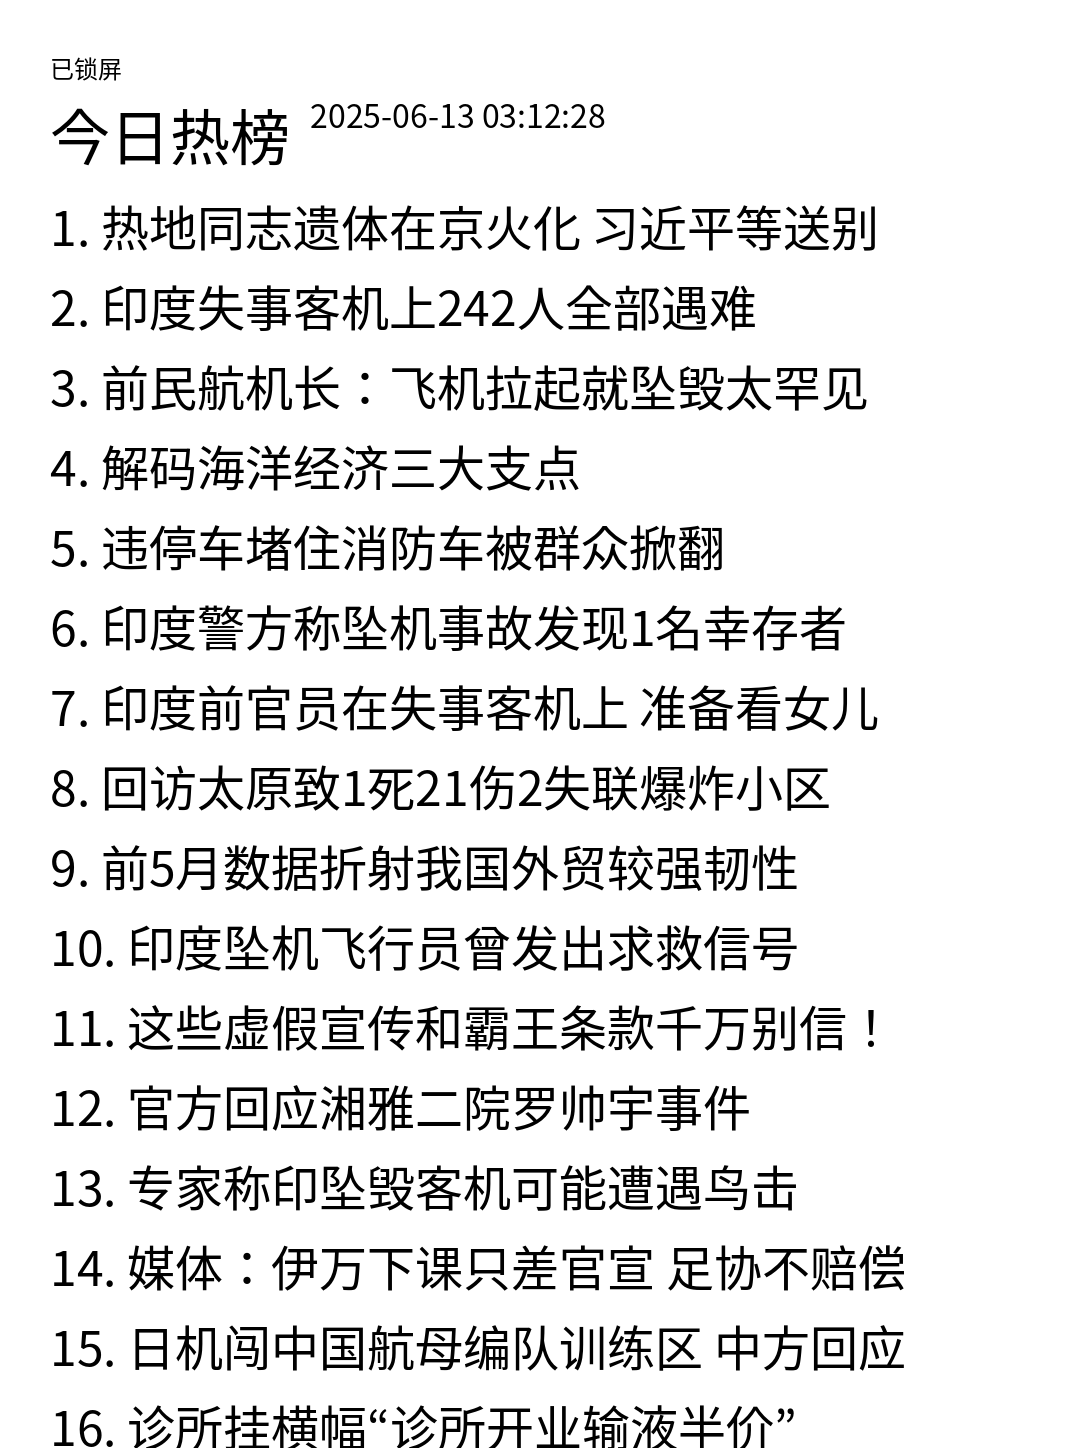 已锁屏
今日热榜 2025-06-13 03:12:28
1. 热地同志遗体在京火化 习近平等送别
2. 印度失事客机上242人全部遇难
3. 前民航机长：飞机拉起就坠毁太罕见
4. 解码海洋经济三大支点
5. 违停车堵住消防车被群众掀翻
6. 印度警方称坠机事故发现1名幸存者
7. 印度前官员在失事客机上 准备看女儿
8. 回访太原致1死21伤2失联爆炸小区
9. 前5月数据折射我国外贸较强韧性
10. 印度坠机飞行员曾发出求救信号
11. 这些虚假宣传和霸王条款千万别信！
12. 官方回应湘雅二院罗帅宇事件
13. 专家称印坠毁客机可能遭遇鸟击
14. 媒体：伊万下课只差官宣 足协不赔偿
15. 日机闯中国航母编队训练区 中方回应
16. 诊所挂横幅“诊所开业输液半价”